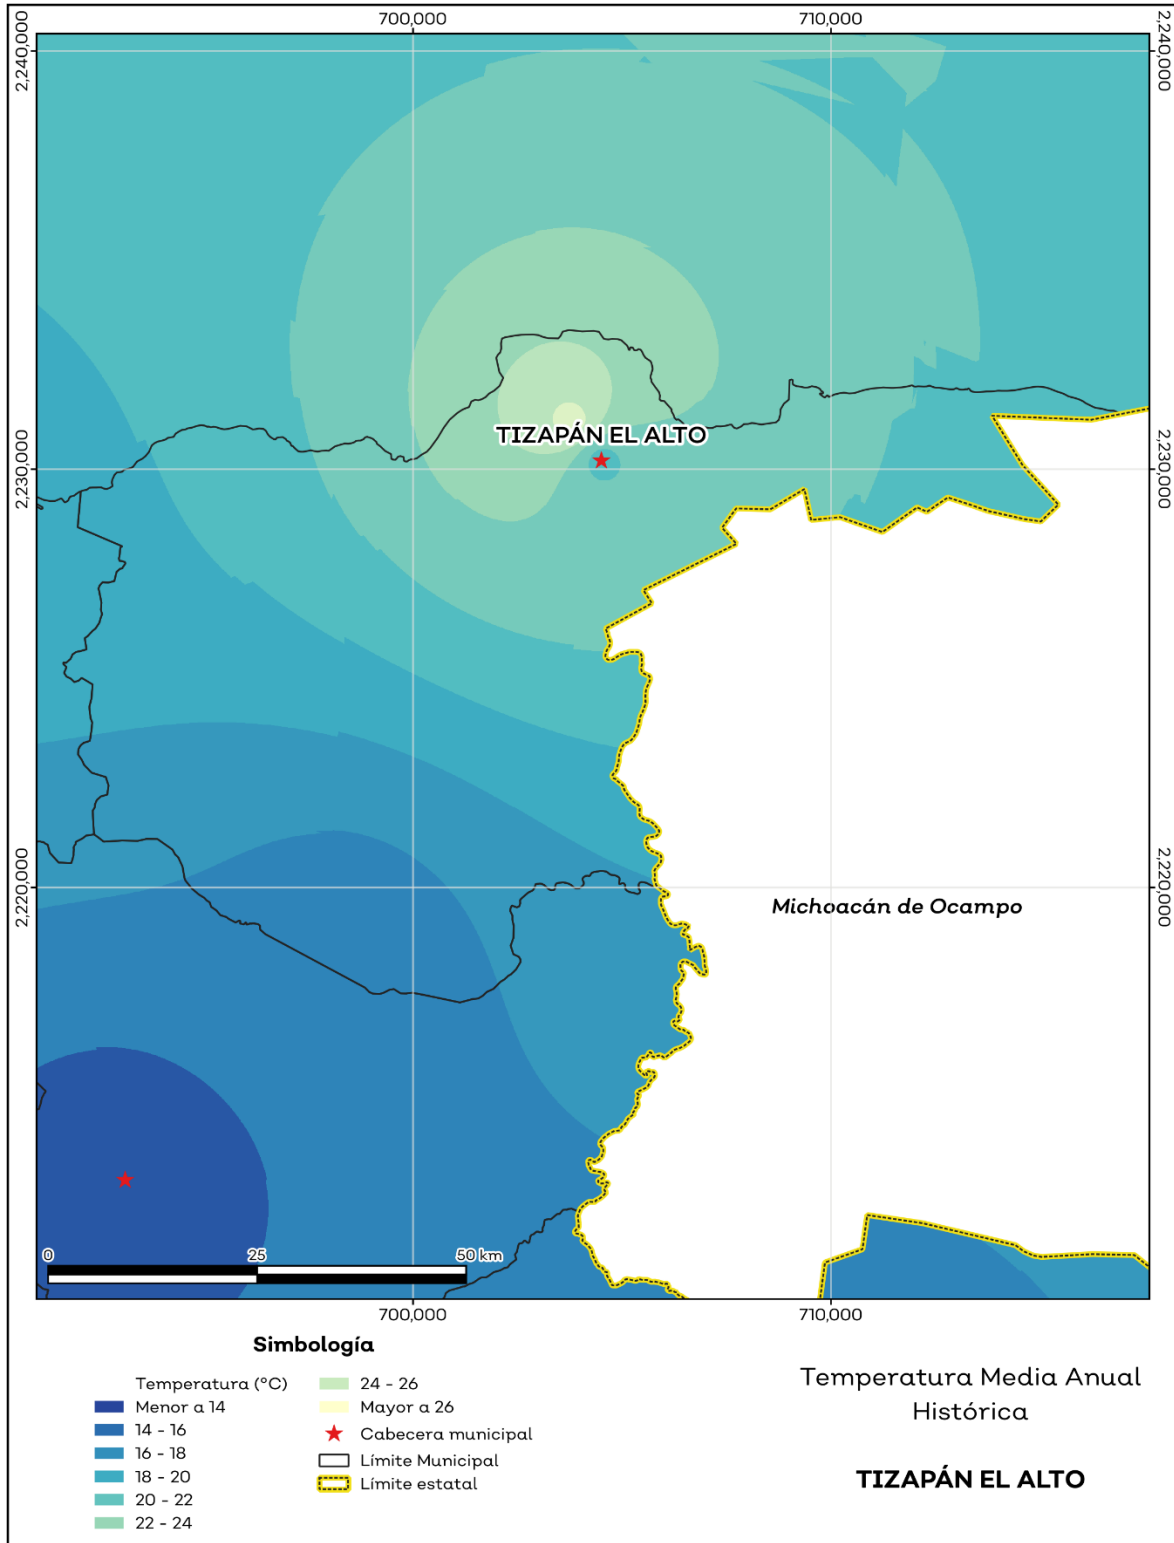 700,000
710,000
2,240,000
2,240,000
TIZAPÁN EL ALTO
2,230,000
2,230,000
2,220,000
2,220,000
Michoacán de Ocampo
0
25
50 km
700,000
710,000
Simbología
Temperatura (°C)
Menor a 14
14 - 16
16 - 18
18 - 20
20 - 22
22 - 24
24 - 26
Mayor a 26
Cabecera municipal
Límite Municipal
Límite estatal
Temperatura Media Anual
Histórica
TIZAPÁN EL ALTO